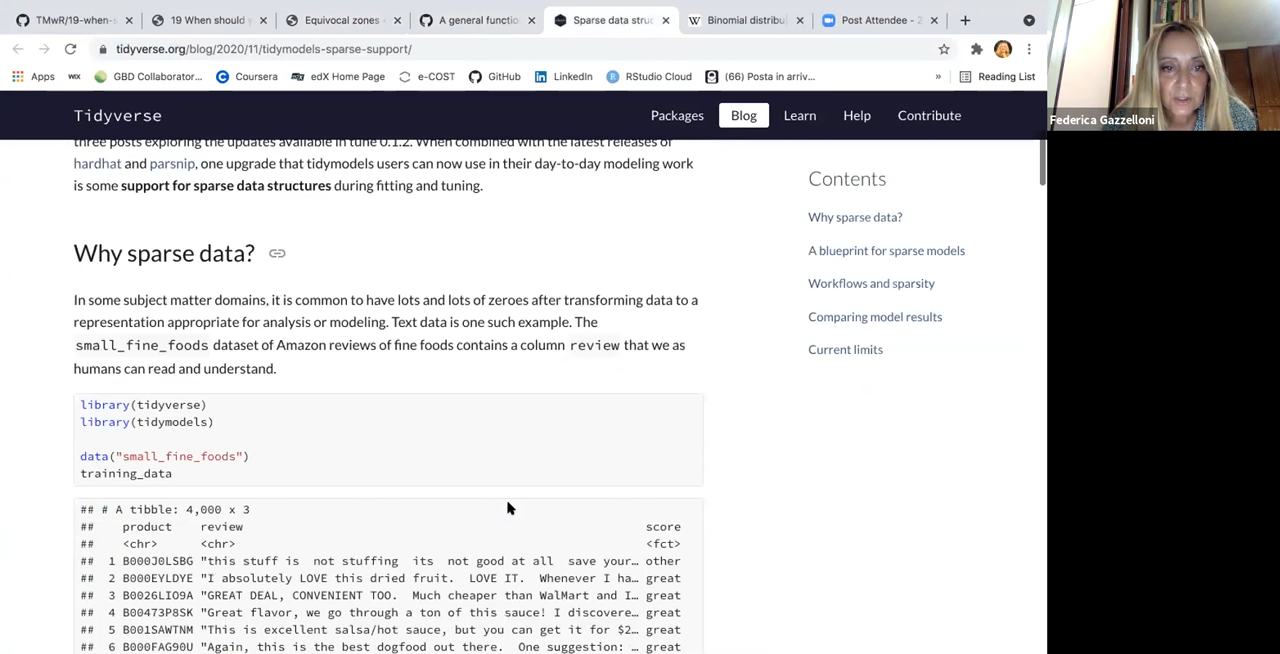 TMwR/19-when-s
19 When should y
Equivocal zones
A general functio
Sparse data struc
Binomial distribu
Post Attendee - 2
tidyverse.org/blog/2020/11/tidymodels-sparse-support/
Apps
WIX
GBD Collaborator...
Coursera
edX Home Page
e-COST
GitHub
LinkedIn
RStudio Cloud
(66) Posta in arriv...
»
Reading List
Federica Gazzelloni
Tidyverse
Packages
Blog
Learn
Help
Contribute
three posts exploring the updates available in tune 0.1.2. When combined with the latest releases of
hardhat and parsnip, one upgrade that tidymodels users can now use in their day-to-day modeling work
is some support for sparse data structures during fitting and tuning.
Why sparse data?
In some subject matter domains, it is common to have lots and lots of zeroes after transforming data to a
representation appropriate for analysis or modeling. Text data is one such example. The
small_fine_foods dataset of Amazon reviews of fine foods contains a column review that we as
humans can read and understand.
library(tidyverse)
library(tidymodels)
data("small_fine_foods")
training_data
## # A tibble: 4,000 x 3
## product review score
## <chr> <chr> <fct>
## 1 B000J0LSBG "this stuff is not stuffing its not good at all save your… other
## 2 B000EYLDYE "I absolutely LOVE this dried fruit. LOVE IT. Whenever I ha… great
## 3 B0026LIO9A "GREAT DEAL, CONVENIENT TOO. Much cheaper than WalMart and I… great
## 4 B00473P8SK "Great flavor, we go through a ton of this sauce! I discovere… great
## 5 B001SAWTNM "This is excellent salsa/hot sauce, but you can get it for $2… great
## 6 B000FAG90U "Again, this is the best dogfood out there. One suggestion: … great
Contents
Why sparse data?
A blueprint for sparse models
Workflows and sparsity
Comparing model results
Current limits